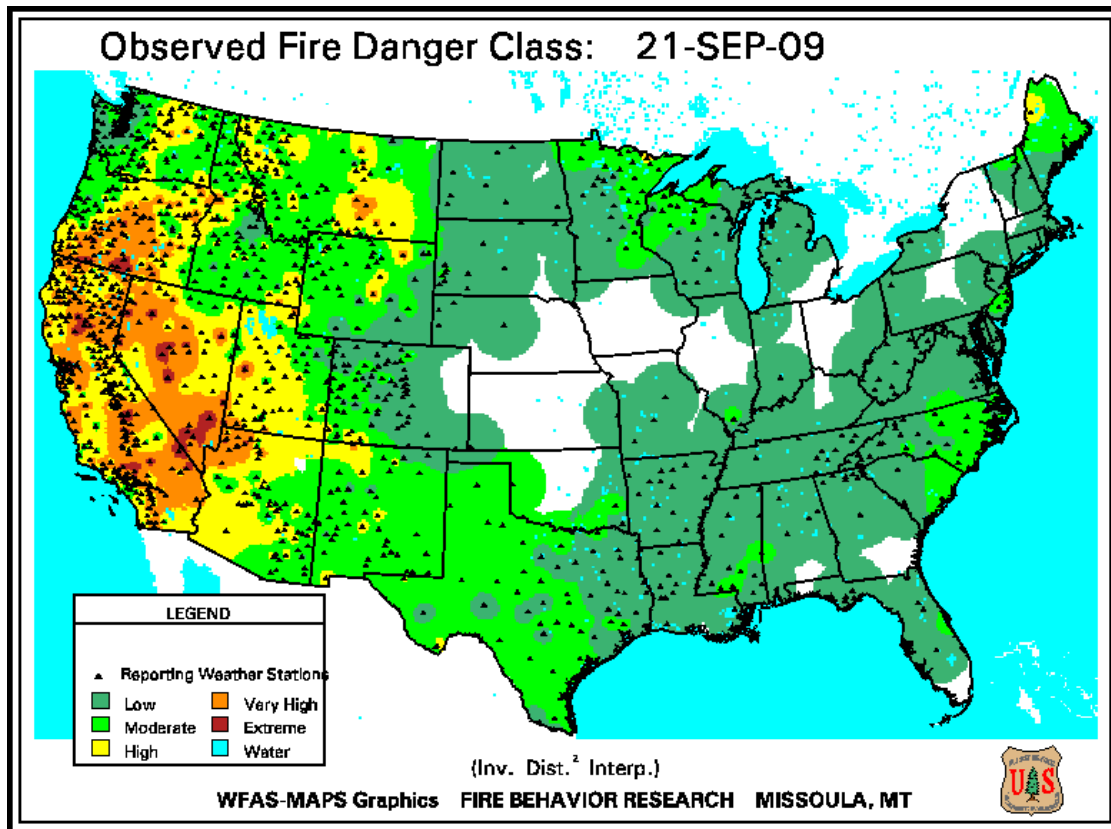 Observed Fire Danger Class: 21-SEP-09
LEGEND
Reporting Weather Stations
Low
Very High
Moderate
Extreme
High
Water
(Inv. Dist.² Interp.)
WFAS-MAPS Graphics FIRE BEHAVIOR RESEARCH MISSOULA, MT
U S